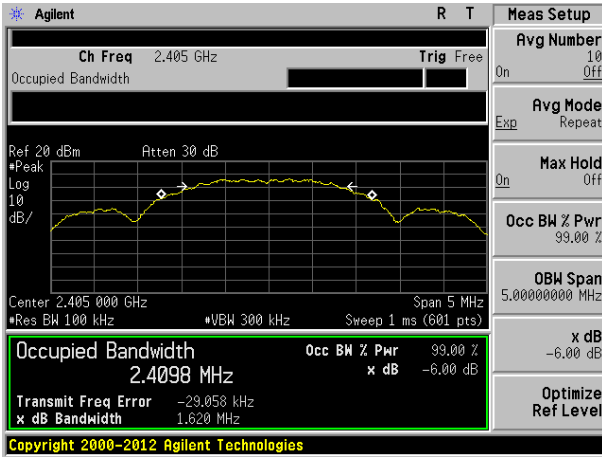 Agilent R T
Ch Freq 2.405 GHz Trig Free
Occupied Bandwidth
Ref 20 dBm Atten 30 dB
#Peak
Log
10
dB/
Center 2.405 000 GHz Span 5 MHz
#Res BW 100 kHz #VBW 300 kHz Sweep 1 ms (601 pts)
Occupied Bandwidth Occ BW % Pwr 99.00 %
2.4098 MHz x dB -6.00 dB
Transmit Freq Error -29.058 kHz
x dB Bandwidth 1.620 MHz
Copyright 2000-2012 Agilent Technologies
Meas Setup
Avg Number
10
On Off
Avg Mode
Exp Repeat
Max Hold
On Off
Occ BW % Pwr
99.00 %
OBW Span
5.00000000 MHz
x dB
-6.00 dB
Optimize
Ref Level